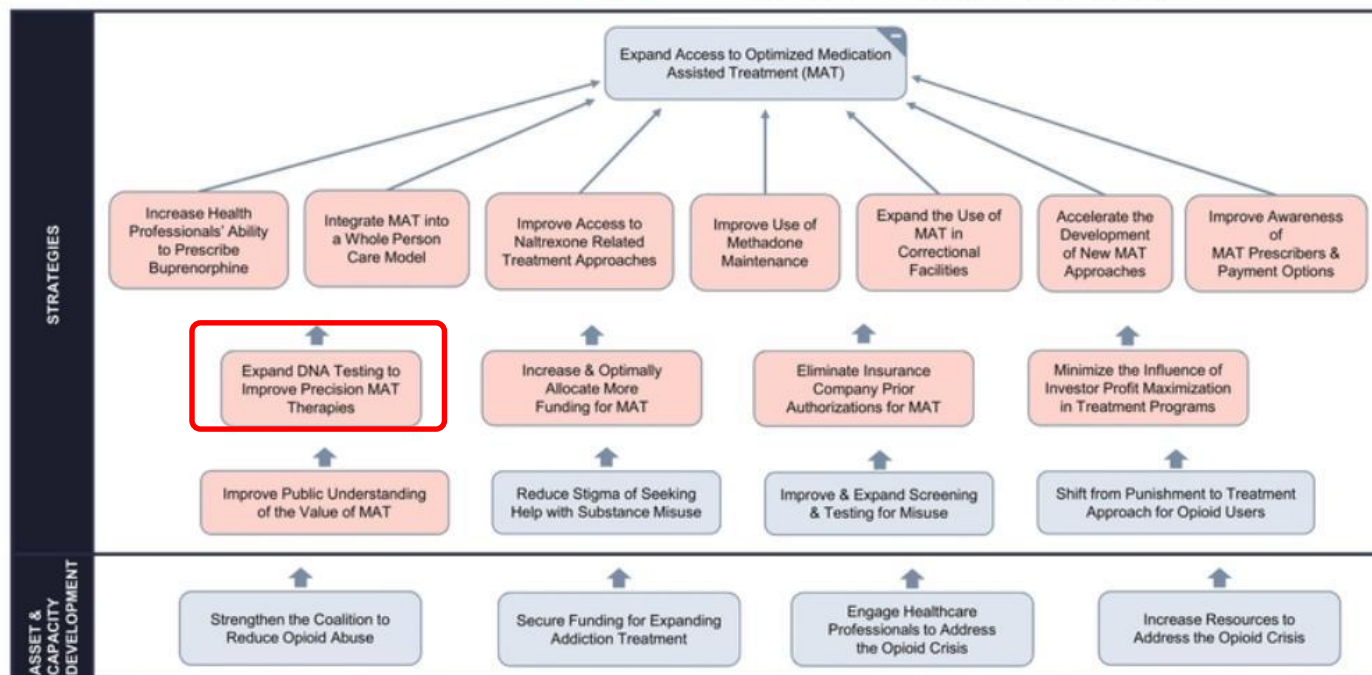 Expand Access to Optimized Medication
Assisted Treatment (MAT)
STRATEGIES
Increase Health
Professionals' Ability
to Prescribe
Buprenorphine
Integrate MAT into
a Whole Person
Care Model
Improve Access to
Naltrexone Related
Treatment Approaches
Improve Use of
Methadone
Maintenance
Expand the Use of
MAT in
Correctional
Facilities
Accelerate the
Development
of New MAT
Approaches
Improve Awareness
of
MAT Prescribers &
Payment Options
Expand DNA Testing to
Improve Precision MAT
Therapies
Increase & Optimally
Allocate More
Funding for MAT
Eliminate Insurance
Company Prior
Authorizations for MAT
Minimize the Influence of
Investor Profit Maximization
in Treatment Programs
Improve Public Understanding
of the Value of MAT
Reduce Stigma of Seeking
Help with Substance Misuse
Improve & Expand Screening
& Testing for Misuse
Shift from Punishment to Treatment
Approach for Opioid Users
ASSET &
CAPACITY
DEVELOPMENT
Strengthen the Coalition to
Reduce Opioid Abuse
Secure Funding for Expanding
Addiction Treatment
Engage Healthcare
Professionals to Address
the Opioid Crisis
Increase Resources to
Address the Opioid Crisis